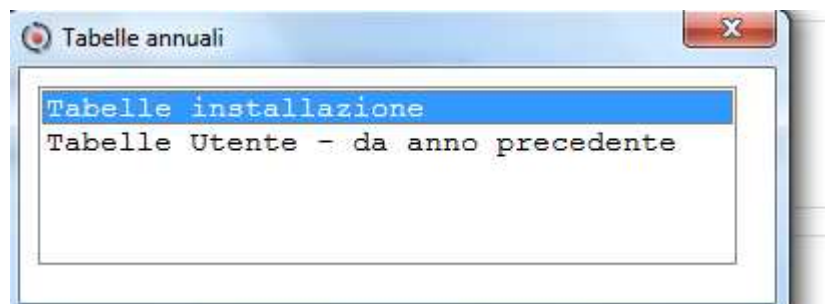 Tabelle annuali
Tabelle installazione
Tabelle Utente - da anno precedente